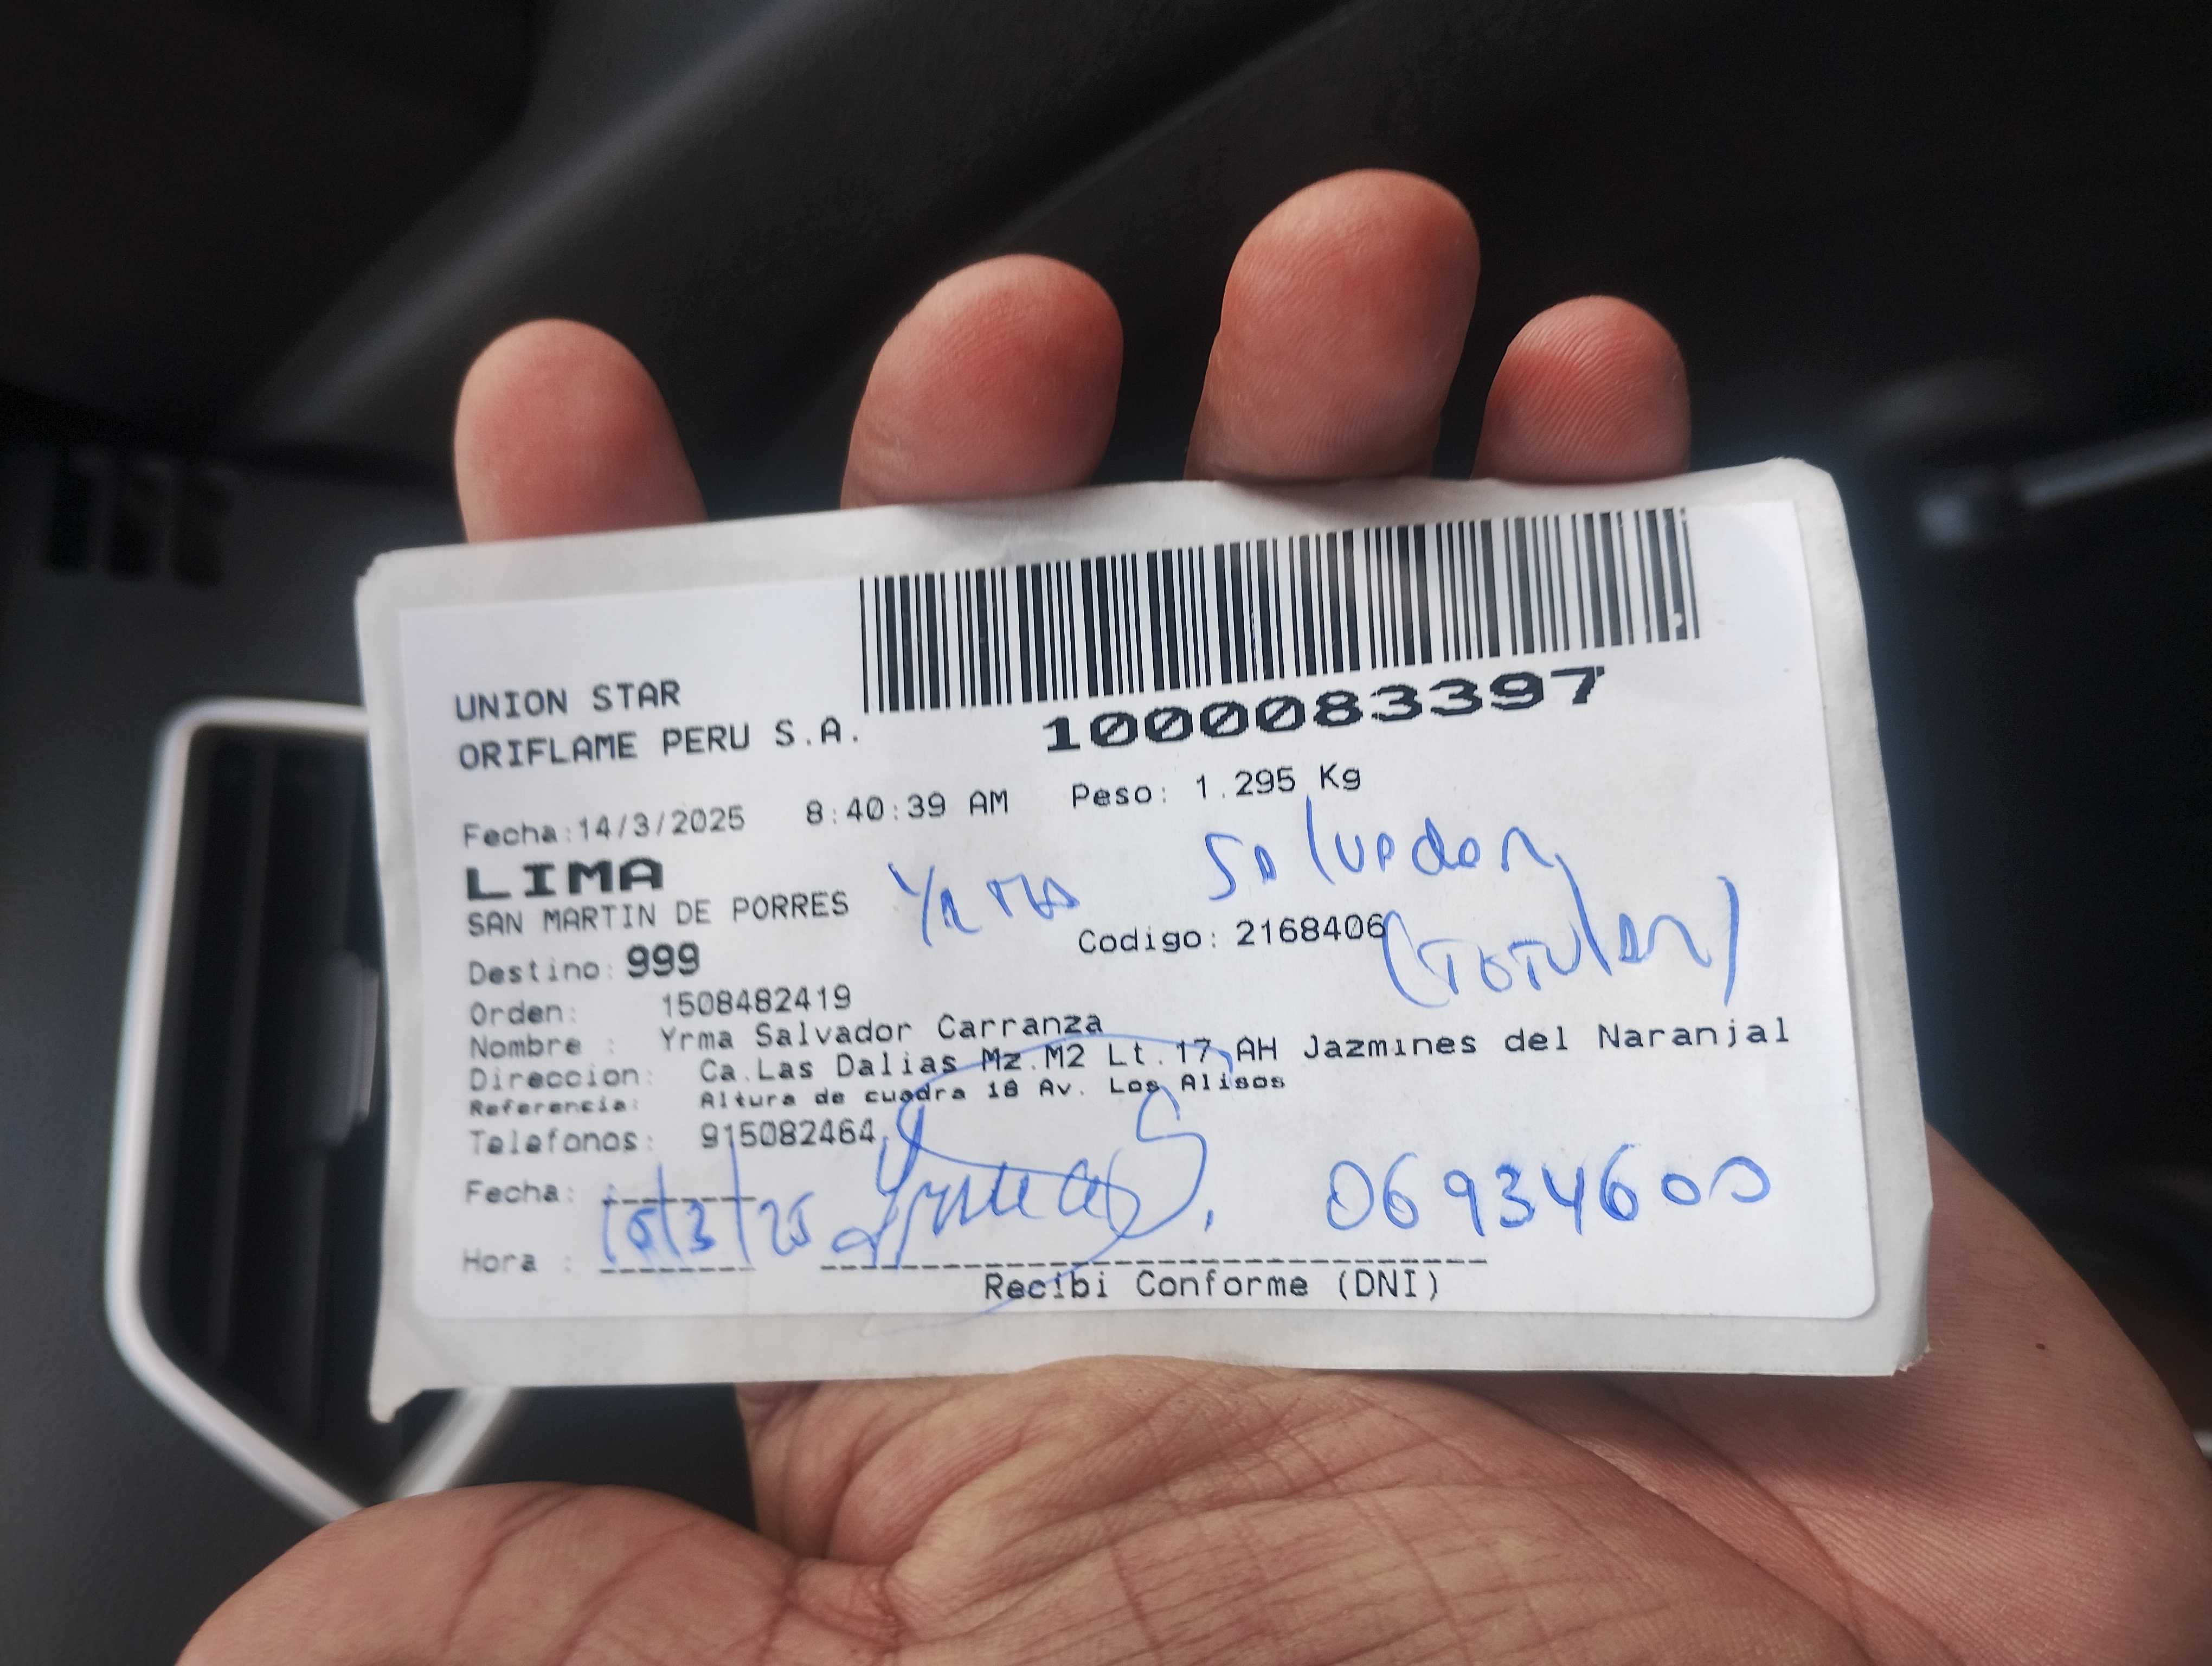 UNION STAR
ORIFLAME PERU S.A.
1000083397
Fecha:14/3/2025 8:40:39 AM Peso: 1.295 Kg
LIMA
Yrma Salvador
SAN MARTIN DE PORRES
Codigo: 2168406
(TITULAR)
Destino: 999
Orden: 1508482419
Nombre : Yrma Salvador Carranza
Direccion: Ca.Las Dalias Mz.M2 Lt.17 AH Jazmines del Naranjal
Referencia: Altura de cuadra 18 Av. Los Alisos
Telefonos: 915082464
Fecha:
15/3/25
06934600
Hora :
Recibi Conforme (DNI)